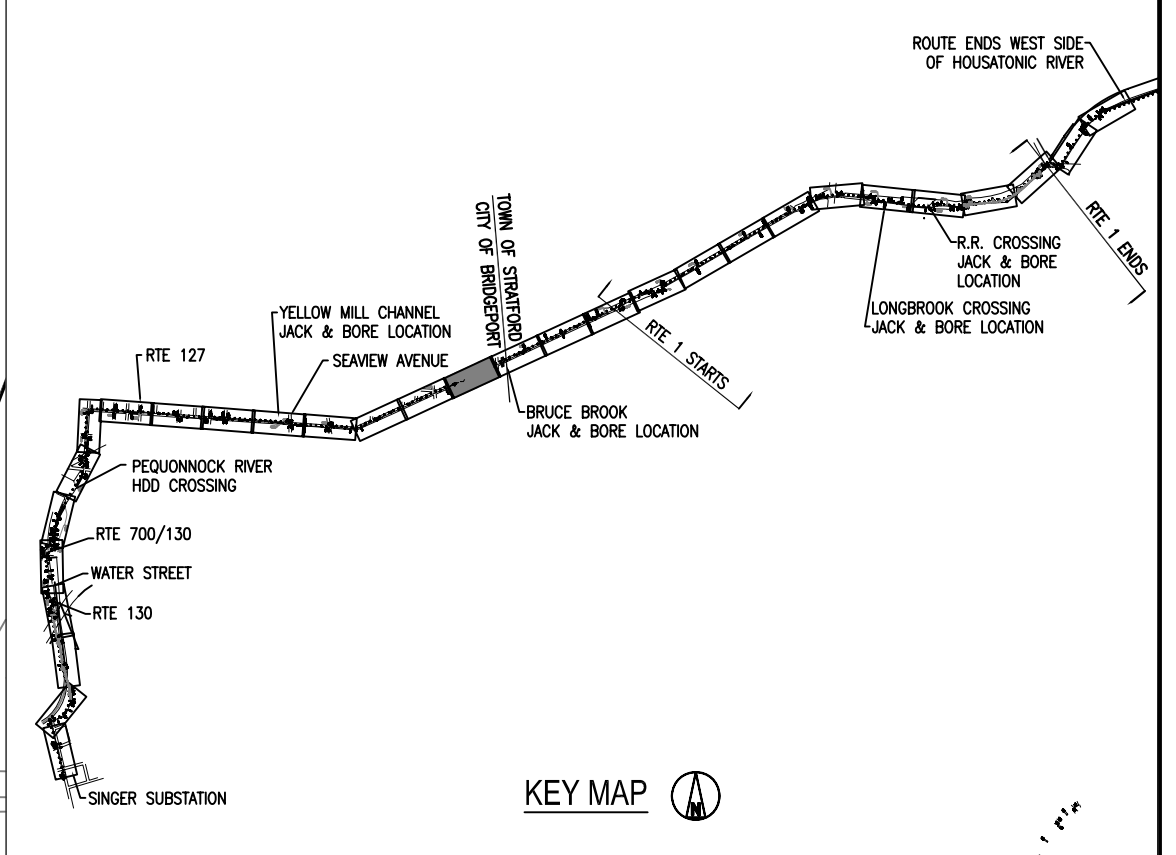 ROUTE ENDS WEST SIDE
OF HOUSATONIC RIVER
TOWN OF STRATFORD
CITY OF BRIDGEPORT
RTE 1 ENDS
R.R. CROSSING
JACK & BORE
LOCATION
LONGBROOK CROSSING
JACK & BORE LOCATION
YELLOW MILL CHANNEL
JACK & BORE LOCATION
RTE 1 STARTS
RTE 127
SEAVIEW AVENUE
BRUCE BROOK
JACK & BORE LOCATION
PEQUONNOCK RIVER
HDD CROSSING
RTE 700/130
WATER STREET
RTE 130
SINGER SUBSTATION
KEY MAP
N